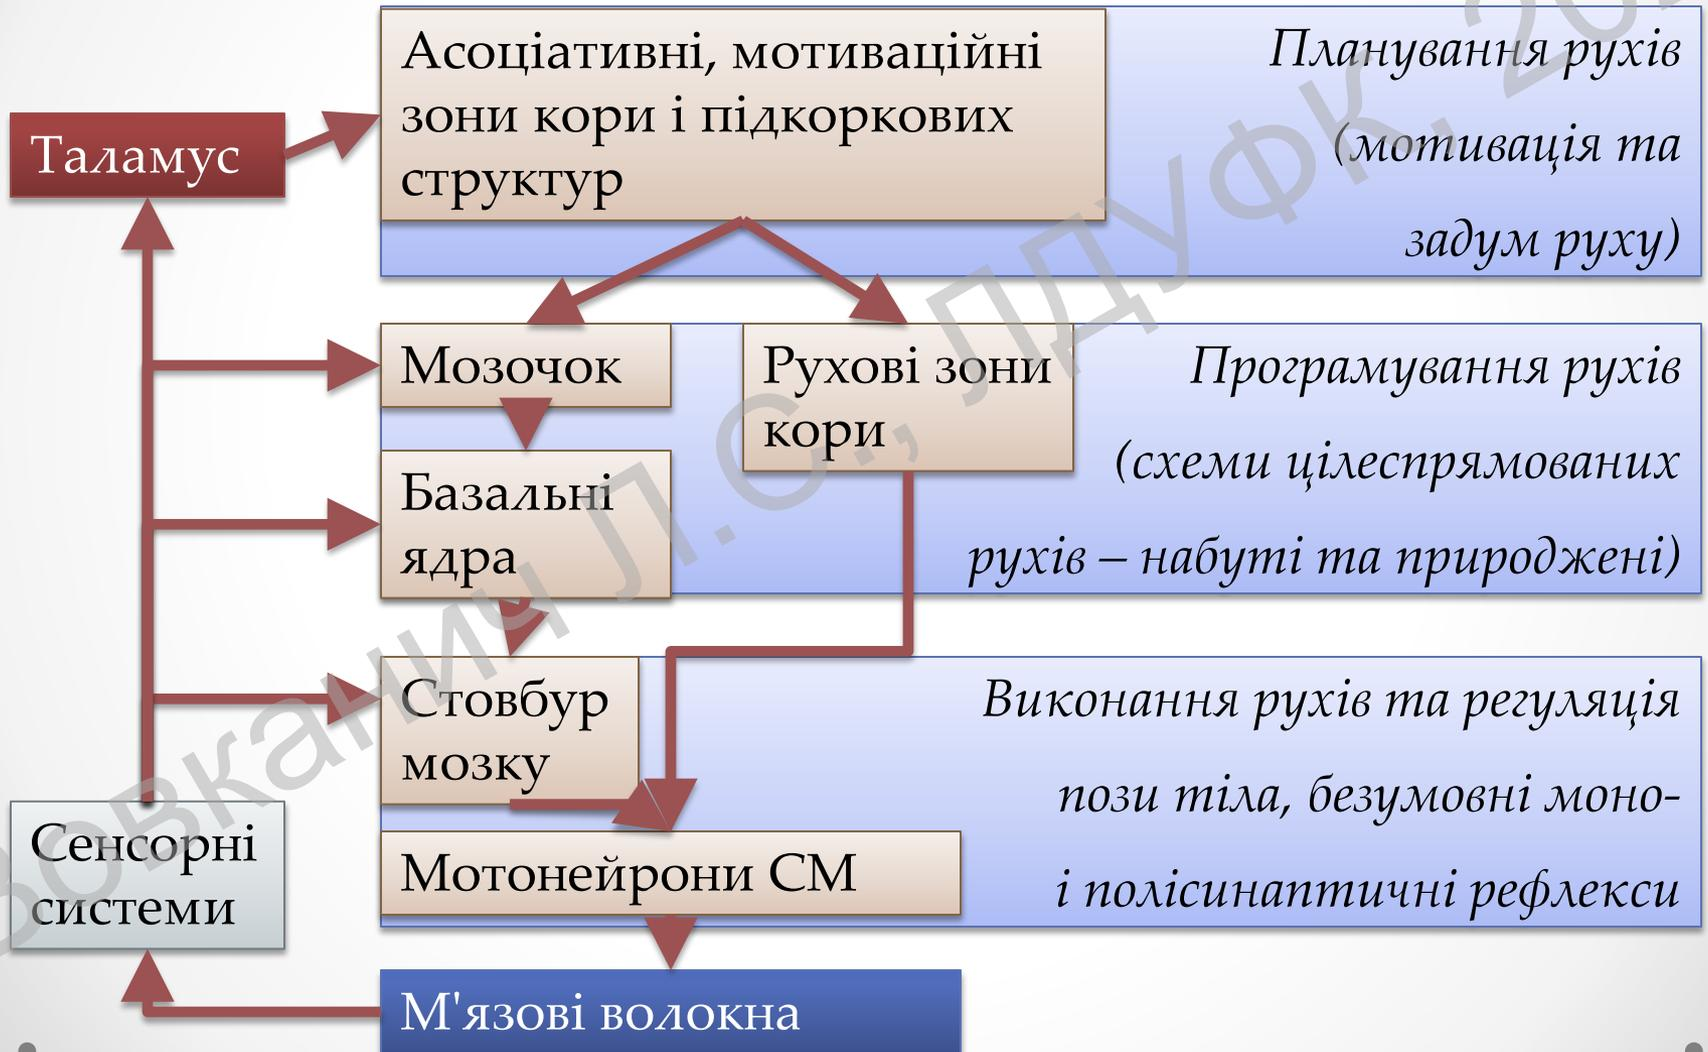 Асоціативні, мотиваційні
зони кори і підкоркових
структур
Планування рухів
(мотивація та
задум руху)
Таламус
Мозочок
Рухові зони
кори
Програмування рухів
(схеми цілеспрямованих
рухів – набуті та природжені)
Базальні
ядра
Стовбур
мозку
Виконання рухів та регуляція
пози тіла, безумовні моно-
і полісинаптичні рефлекси
Мотонейрони СМ
Сенсорні
системи
М'язові волокна
Л.С., ЛДУФК,